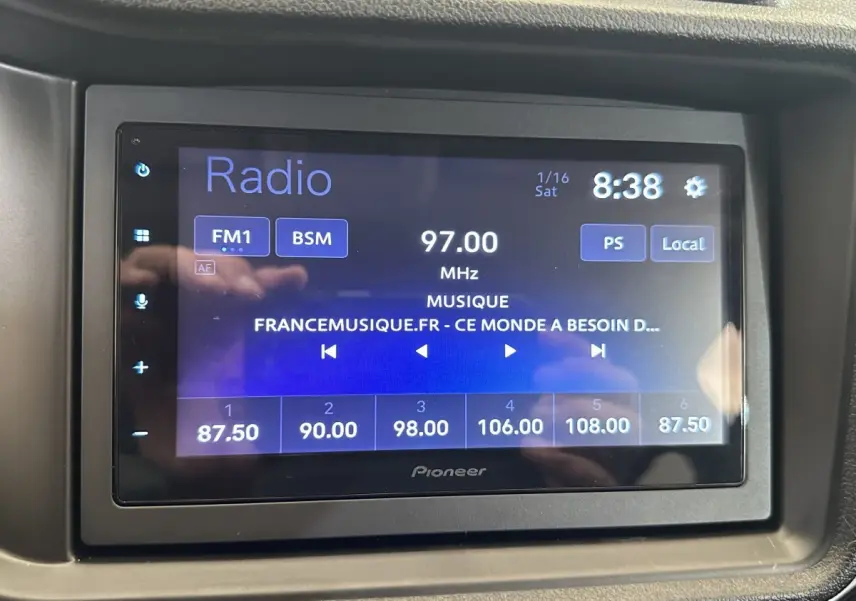 Radio
1/16
Sat
8:38
FM1
BSM
97.00
PS
Local
AF
MHz
MUSIQUE
FRANCEMUSIQUE.FR - CE MONDE A BESOIN D...
1
2
3
4
5
6
87.50
90.00
98.00
106.00
108.00
87.50
Pioneer